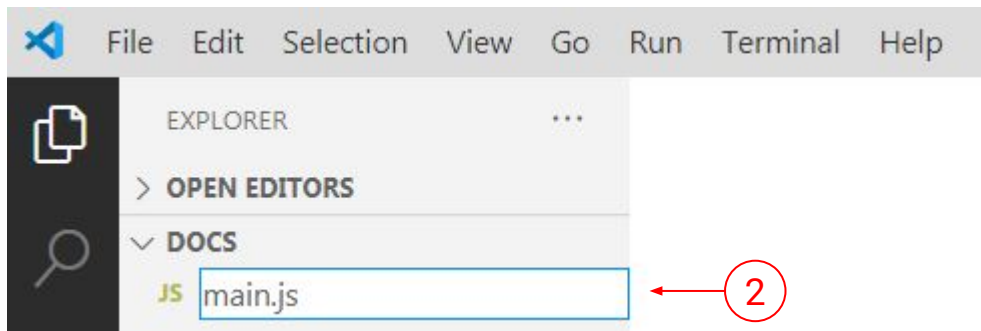 File Edit Selection View Go Run Terminal Help
EXPLORER ...
> OPEN EDITORS
DOCS
JS main.js
2